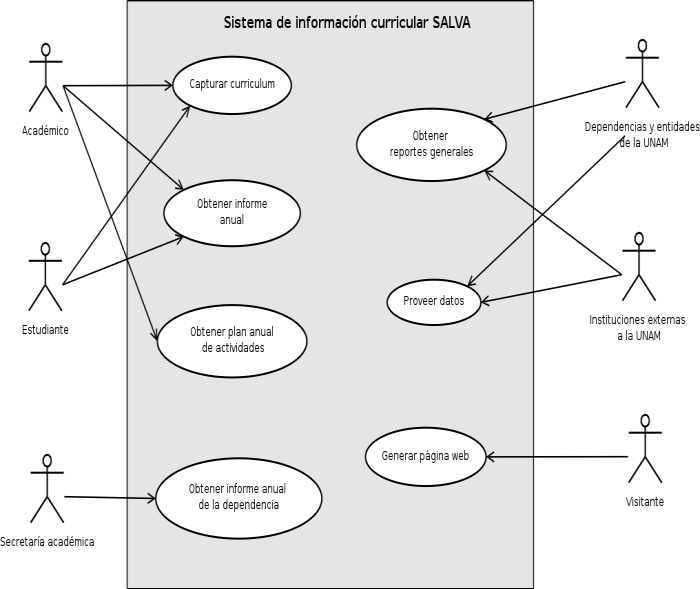 Sistema de información curricular SALVA
Académico
Capturar curriculum
Obtener informe
anual
Estudiante
Obtener plan anual
de actividades
Secretaría académica
Obtener informe anual
de la dependencia
Obtener
reportes generales
Dependencias y entidades
de la UNAM
Proveer datos
Instituciones externas
a la UNAM
Generar página web
Visitante